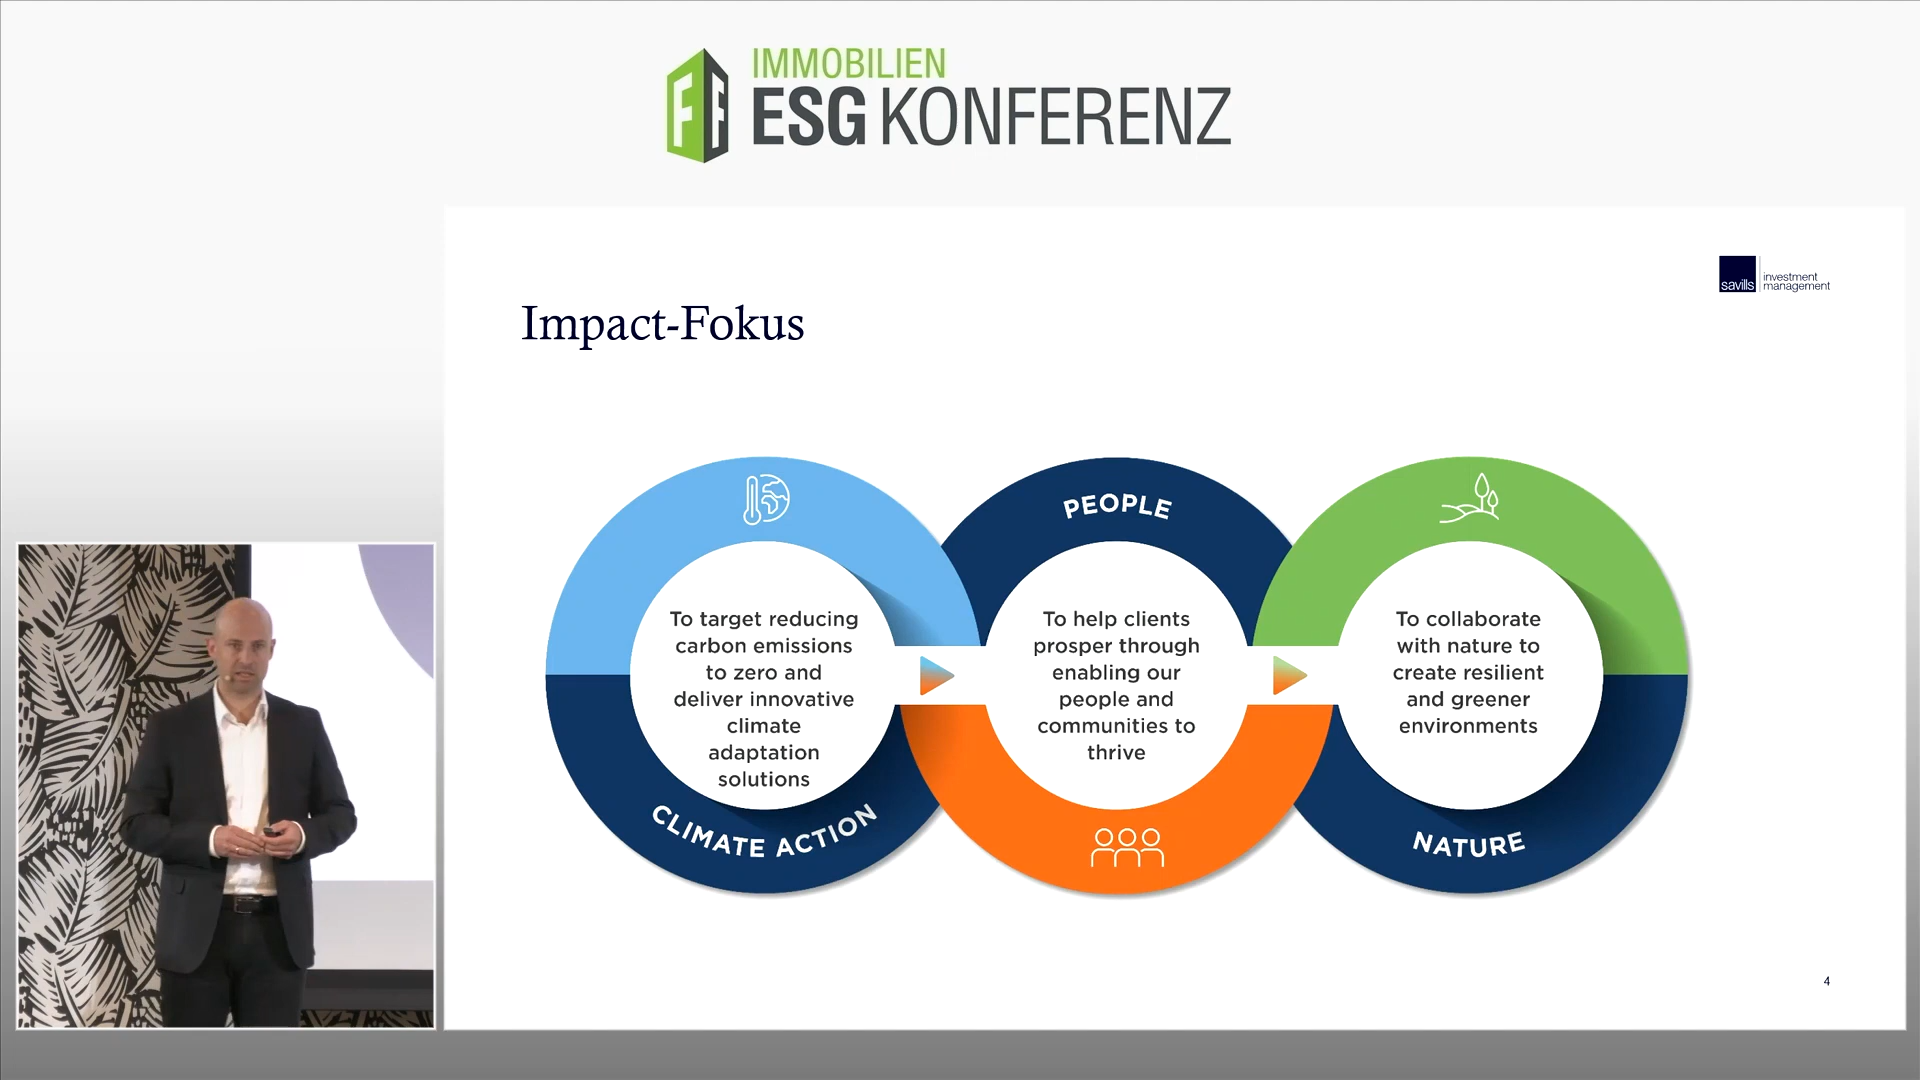 FF
IMMOBILIEN
ESG KONFERENZ
savills
investment
management
Impact-Fokus
To target reducing
carbon emissions
to zero and
deliver innovative
climate
adaptation
solutions
CLIMATE ACTION
PEOPLE
To help clients
prosper through
enabling our
people and
communities to
thrive
To collaborate
with nature to
create resilient
and greener
environments
NATURE
4